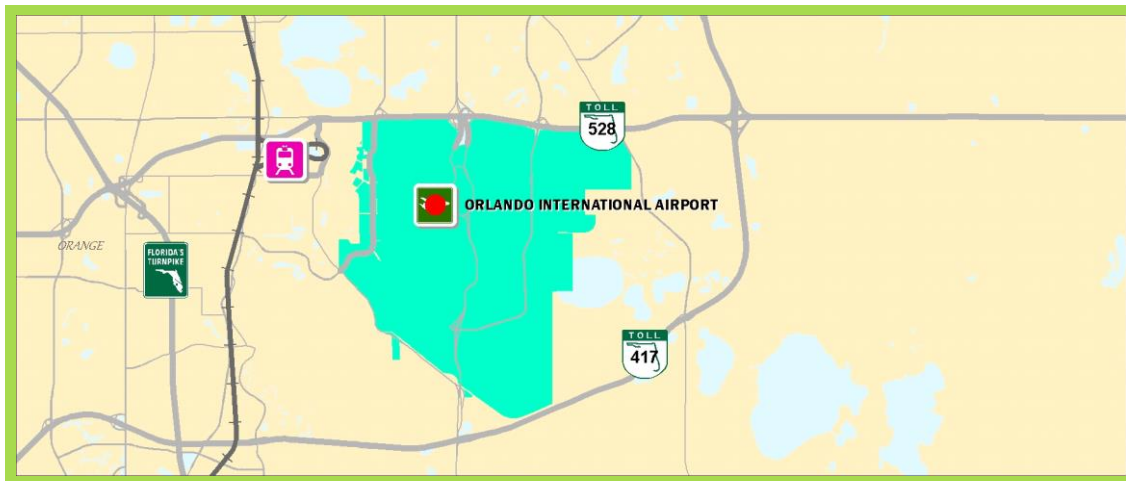 TOLL
528
ORLANDO INTERNATIONAL AIRPORT
ORANGE
FLORIDA'S
TURNPIKE
TOLL
417